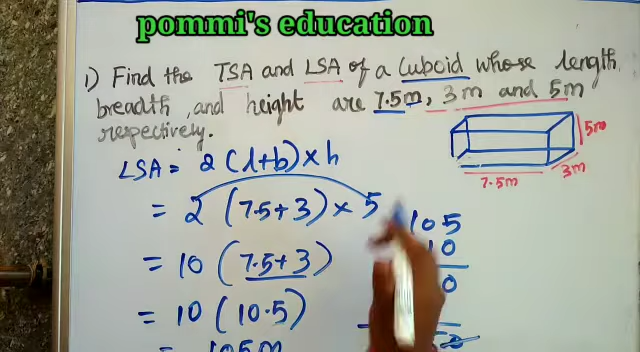 pommi's education
1) Find the TSA and LSA of a Cuboid whose length,
breadth, and height are 7.5m, 3m and 5m
respectively.
LSA = 2(l+b)×h
= 2 (7.5+3) × 5
= 10 (7.5+3)
= 10 (10.5)
= 105m
5m
3m
7.5m
105
10
0